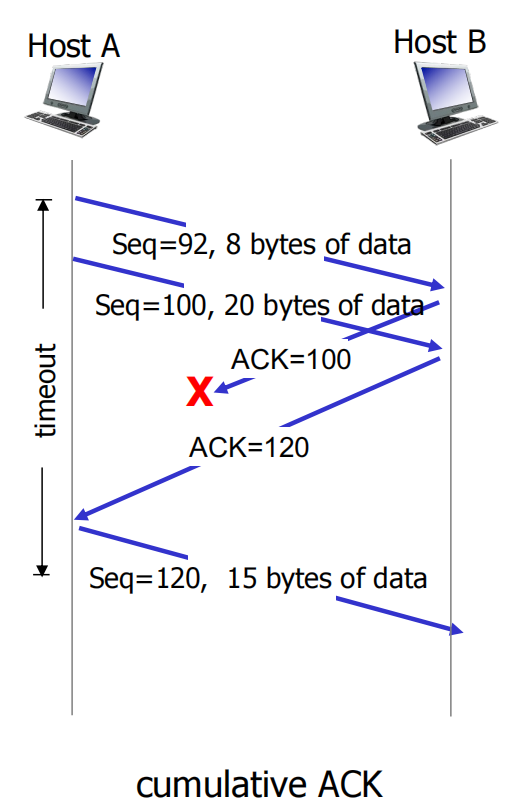 Host A
Host B
Seq=92, 8 bytes of data
Seq=100, 20 bytes of data
ACK=100
X
timeout
ACK=120
Seq=120, 15 bytes of data
cumulative ACK